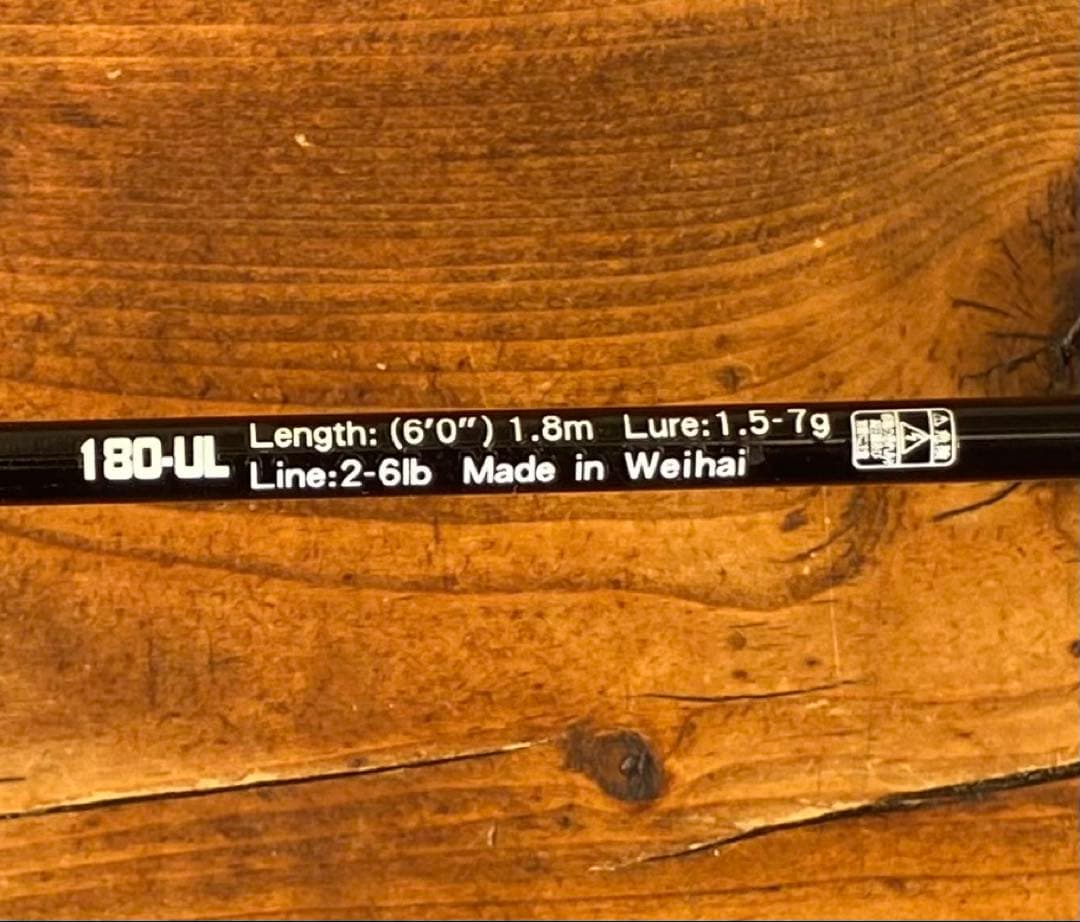 180-UL
Length: (6'0") 1.8m Lure:1.5-7g
Line:2-6lb Made in Weihai